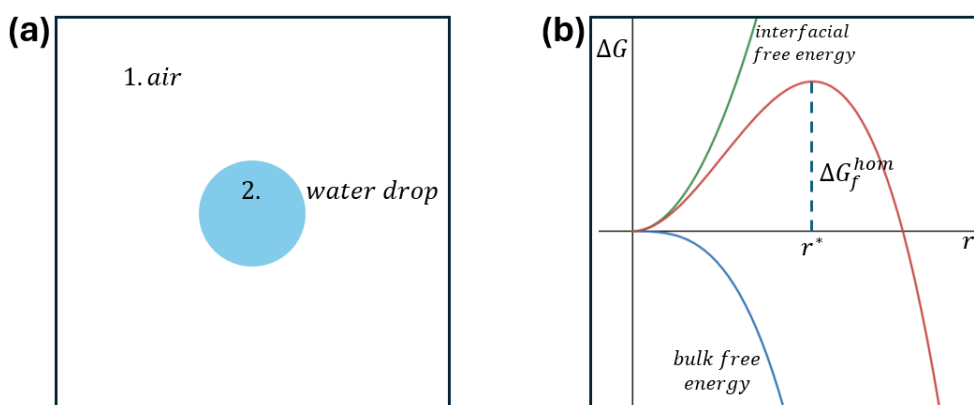 (a)
1. air
2.
water drop
(b)
ΔG
interfacial
free energy
ΔG_f^hom
r*
r
bulk free
energy